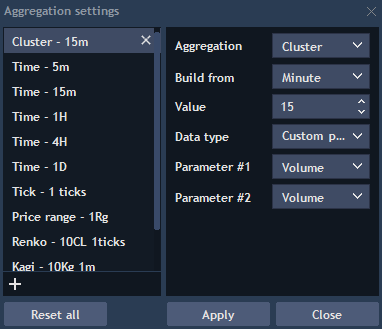 Aggregation settings
Cluster - 15m
Time - 5m
Time - 15m
Time - 1H
Time - 4H
Time - 1D
Tick - 1 ticks
Price range - 1Rg
Renko - 10CL 1ticks
Kagi - 10Kg 1m
Aggregation Cluster
Build from Minute
Value 15
Data type Custom p...
Parameter #1 Volume
Parameter #2 Volume
Reset all Apply Close